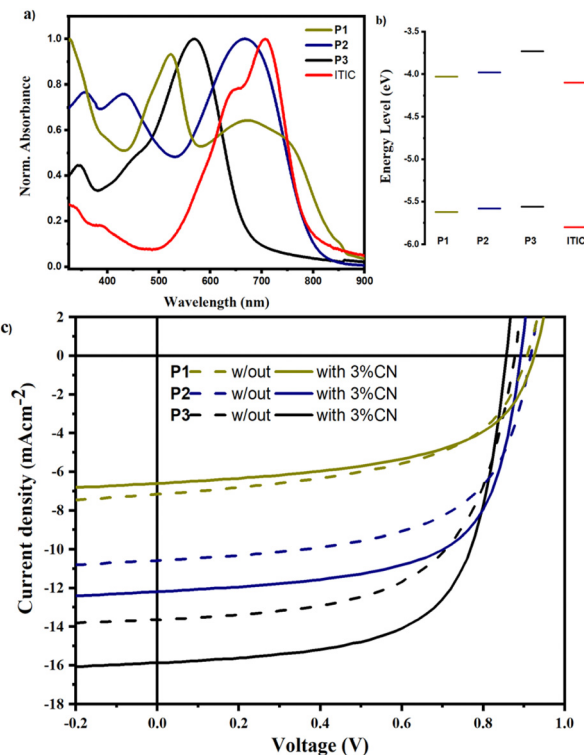 a)
P1
P2
P3
ITIC
1.0
0.8
0.6
0.4
0.2
0.0
Norm. Absorbance
400
500
600
700
800
900
Wavelength (nm)
b)
-4.0
-4.5
-5.0
-5.5
-6.0
Energy Level (eV)
P1
P2
P3
ITIC
c)
2
0
-2
-4
-6
-8
-10
-12
-14
-16
-18
Current density (mAcm⁻²)
P1 w/out with 3%CN
P2 w/out with 3%CN
P3 w/out with 3%CN
-0.2
0.0
0.2
0.4
0.6
0.8
1.0
Voltage (V)